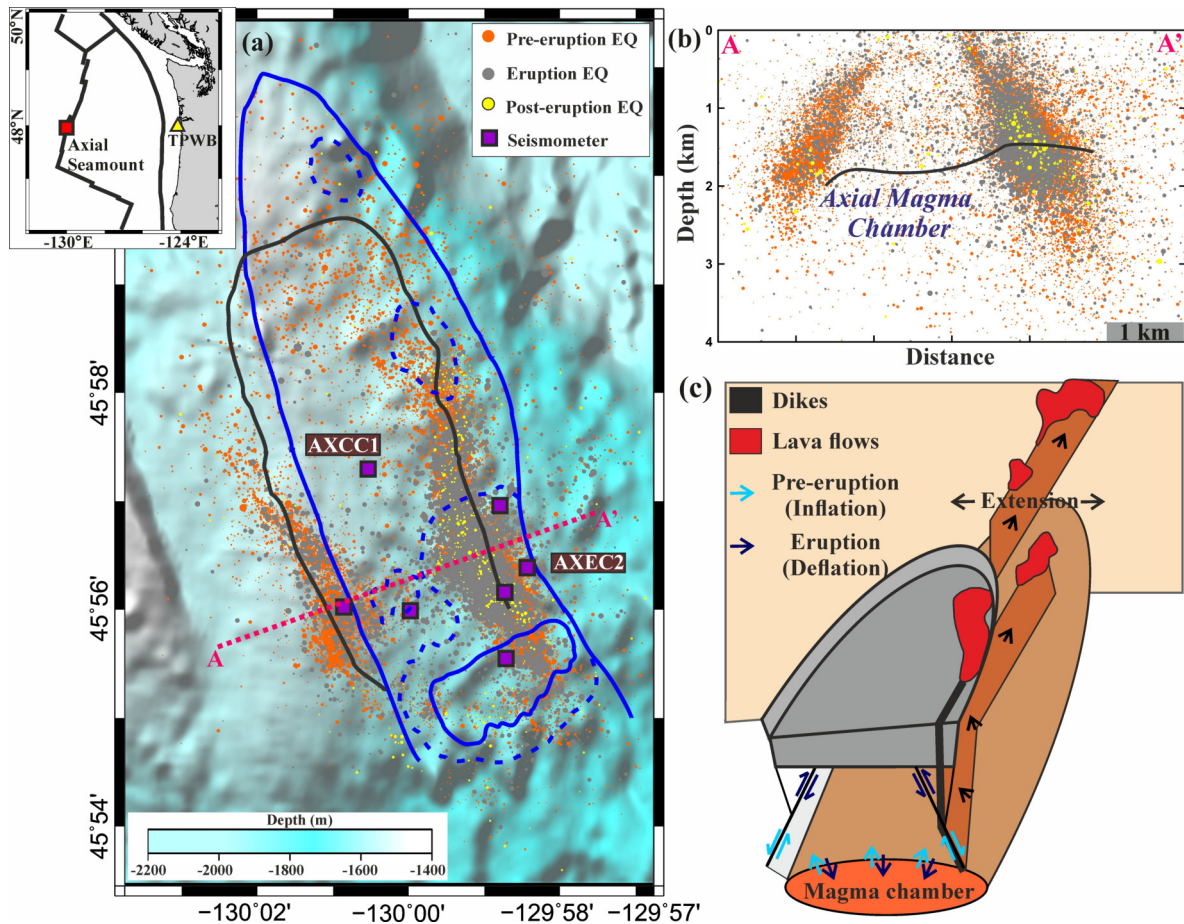 50°N
48°N
Axial
Seamount
TPWB
-130°E
-124°E
(a)
Pre-eruption EQ
Eruption EQ
Post-eruption EQ
Seismometer
AXCC1
AXEC2
A
A'
45°58'
45°56'
45°54'
Depth (m)
-2200
-2000
-1800
-1600
-1400
−130°02'
−130°00'
−129°58'
−129°57'
(b)
A
A'
0
1
2
3
4
Depth (km)
Axial Magma
Chamber
1 km
Distance
(c)
Dikes
Lava flows
Pre-eruption
(Inflation)
Eruption
(Deflation)
Extension
Magma chamber